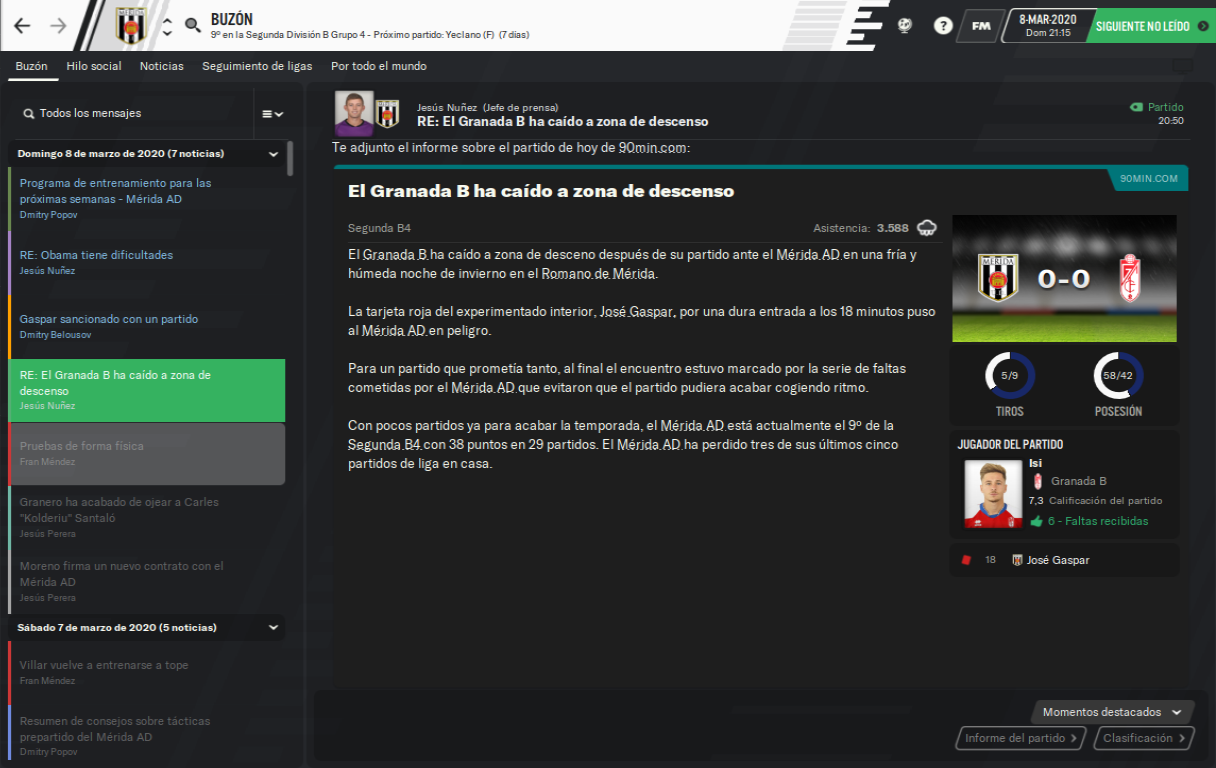 BUZÓN
9º en la Segunda División B Grupo 4 - Próximo partido: Yeclano (F) (7 días)
?
FM
8-MAR-2020
Dom 21:15
SIGUIENTE NO LEÍDO
Buzón
Hilo social
Noticias
Seguimiento de ligas
Por todo el mundo
Todos los mensajes
Domingo 8 de marzo de 2020 (7 noticias)
Programa de entrenamiento para las
próximas semanas - Mérida AD
Dmitry Popov
RE: Obama tiene dificultades
Jesús Nuñez
Gaspar sancionado con un partido
Dmitry Belousov
RE: El Granada B ha caído a zona de
descenso
Jesús Nuñez
Pruebas de forma física
Fran Méndez
Granero ha acabado de ojear a Carles
"Kolderiu" Santaló
Jesús Perera
Moreno firma un nuevo contrato con el
Mérida AD
Jesús Perera
Sábado 7 de marzo de 2020 (5 noticias)
Villar vuelve a entrenarse a tope
Fran Méndez
Resumen de consejos sobre tácticas
prepartido del Mérida AD
Dmitry Popov
Jesús Nuñez (Jefe de prensa)
RE: El Granada B ha caído a zona de descenso
Partido
20:50
Te adjunto el informe sobre el partido de hoy de 90min.com:
90MIN.COM
El Granada B ha caído a zona de descenso
Segunda B4
Asistencia: 3.588
El Granada B ha caído a zona de desceno después de su partido ante el Mérida AD en una fría y
húmeda noche de invierno en el Romano de Mérida.
La tarjeta roja del experimentado interior, José Gaspar, por una dura entrada a los 18 minutos puso
al Mérida AD en peligro.
Para un partido que prometía tanto, al final el encuentro estuvo marcado por la serie de faltas
cometidas por el Mérida AD que evitaron que el partido pudiera acabar cogiendo ritmo.
Con pocos partidos ya para acabar la temporada, el Mérida AD está actualmente el 9º de la
Segunda B4 con 38 puntos en 29 partidos. El Mérida AD ha perdido tres de sus últimos cinco
partidos de liga en casa.
MÉRIDA
0-0
5/9
TIROS
58/42
POSESIÓN
JUGADOR DEL PARTIDO
Isi
Granada B
7,3 Calificación del partido
6 - Faltas recibidas
18
José Gaspar
Momentos destacados
Informe del partido
Clasificación